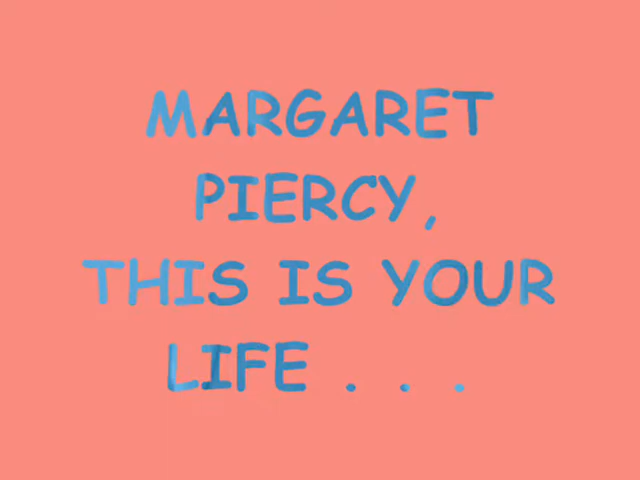 MARGARET
PIERCY,
THIS IS YOUR
LIFE . . .